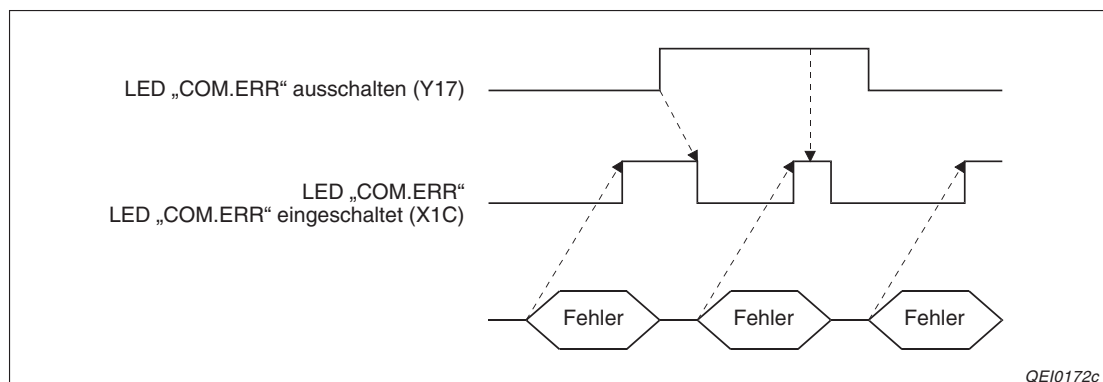 LED „COM.ERR“ ausschalten (Y17)
LED „COM.ERR“
LED „COM.ERR“ eingeschaltet (X1C)
Fehler Fehler Fehler
QEI0172c